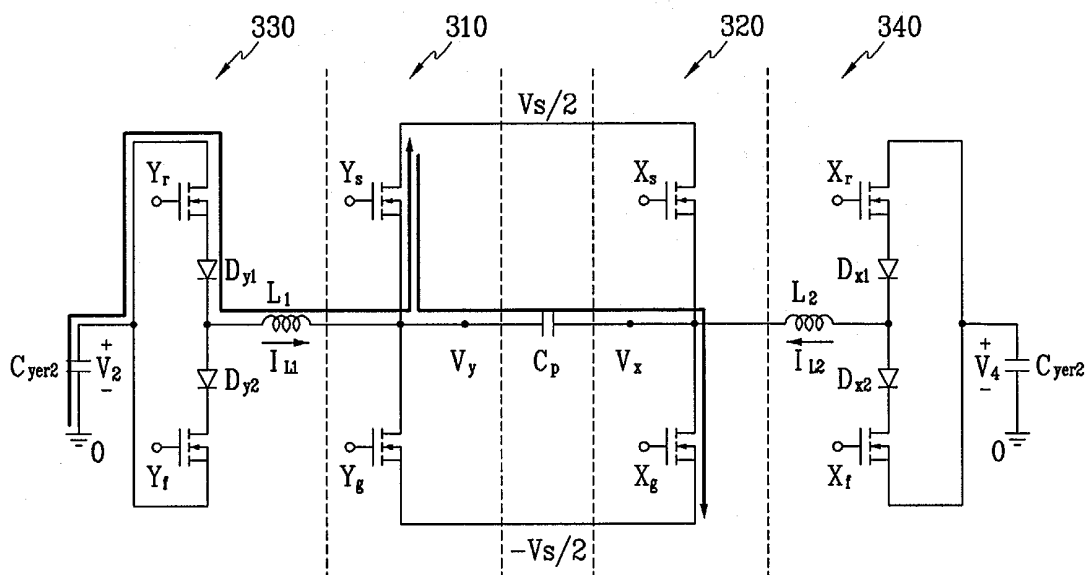 330 310 320 340
Vs/2
Yr Ys Xs Xr
Dy1 Dx1
L1 L2
Cyer2 + V2 - IL1 Vy Cp Vx IL2 + V4 - Cyer2
Dy2 Dx2
0 Yf Yg Xg Xf 0
-Vs/2